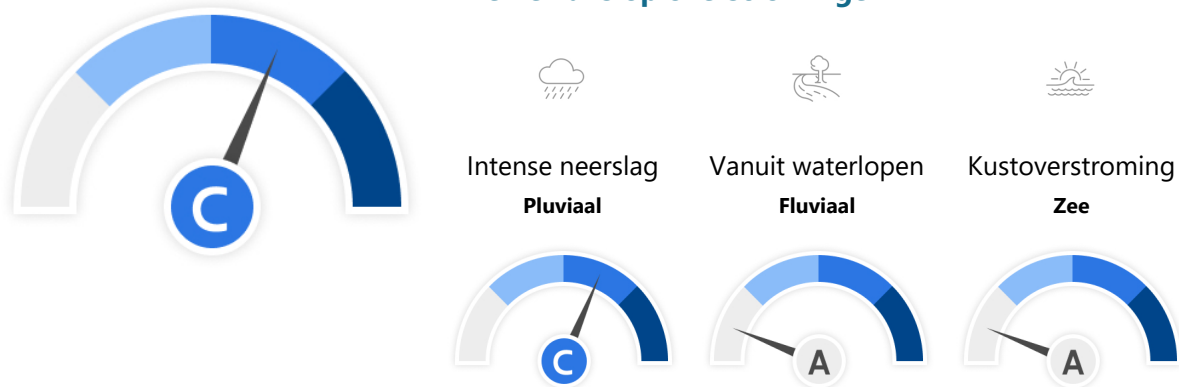 C
Intense neerslag
Pluviaal
C
Vanuit waterlopen
Fluviaal
A
Kustoverstroming
Zee
A